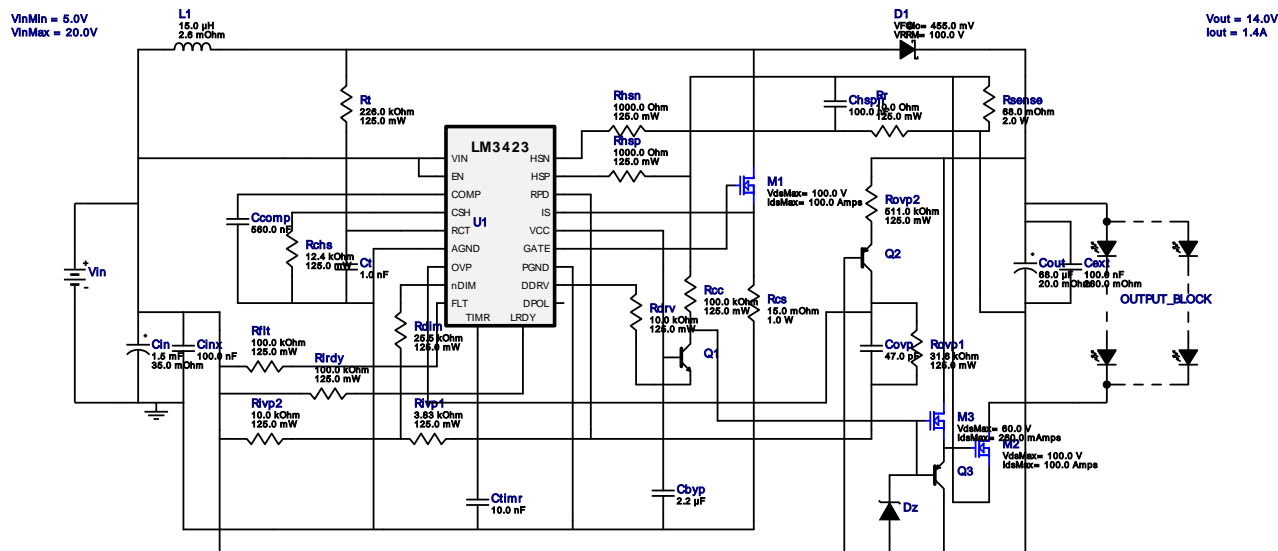 VinMin = 5.0V
VinMax = 20.0V
L1
15.0 µH
2.6 mOhm
D1
455.0 mV
VRRM= 100.0 V
Vout = 14.0V
Iout = 1.4A
Rt
226.0 kOhm
125.0 mW
Rhsn
1000.0 Ohm
125.0 mW
Rhsp
1000.0 Ohm
125.0 mW
Rr
125.0 mW
Rsense
68.0 mOhm
2.0 W
LM3423
U1
VIN
EN
COMP
CSH
RCT
AGND
OVP
nDIM
FLT
TIMR
LRDY
HSN
HSP
RPD
IS
VCC
GATE
PGND
DDRV
DPOL
M1
VdsMax= 100.0 V
IdsMax= 100.0 Amps
Rovp2
511.0 kOhm
125.0 mW
Q2
Ccomp
560.0 nF
Rchs
12.4 kOhm
125.0 mW
Ct
1.0 nF
Vin
Cin
1.5 mF
35.0 mOhm
Cinx
100.0 nF
Rflt
100.0 kOhm
125.0 mW
Rlrdy
100.0 kOhm
125.0 mW
Rdim
25.5 kOhm
125.0 mW
Rivp2
10.0 kOhm
125.0 mW
Rivp1
3.83 kOhm
125.0 mW
Rdrv
10.0 kOhm
125.0 mW
Rcc
100.0 kOhm
125.0 mW
Rcs
15.0 mOhm
1.0 W
Q1
Covp
47.0 pF
Rovp1
31.6 kOhm
125.0 mW
Cout
68.0 µF
20.0 mOhm
Cext
100.0 nF
OUTPUT_BLOCK
M3
VdsMax= 60.0 V
IdsMax= 260.0 mAmps
M2
VdsMax= 100.0 V
IdsMax= 100.0 Amps
Q3
Dz
Ctimr
10.0 nF
Cbyp
2.2 µF